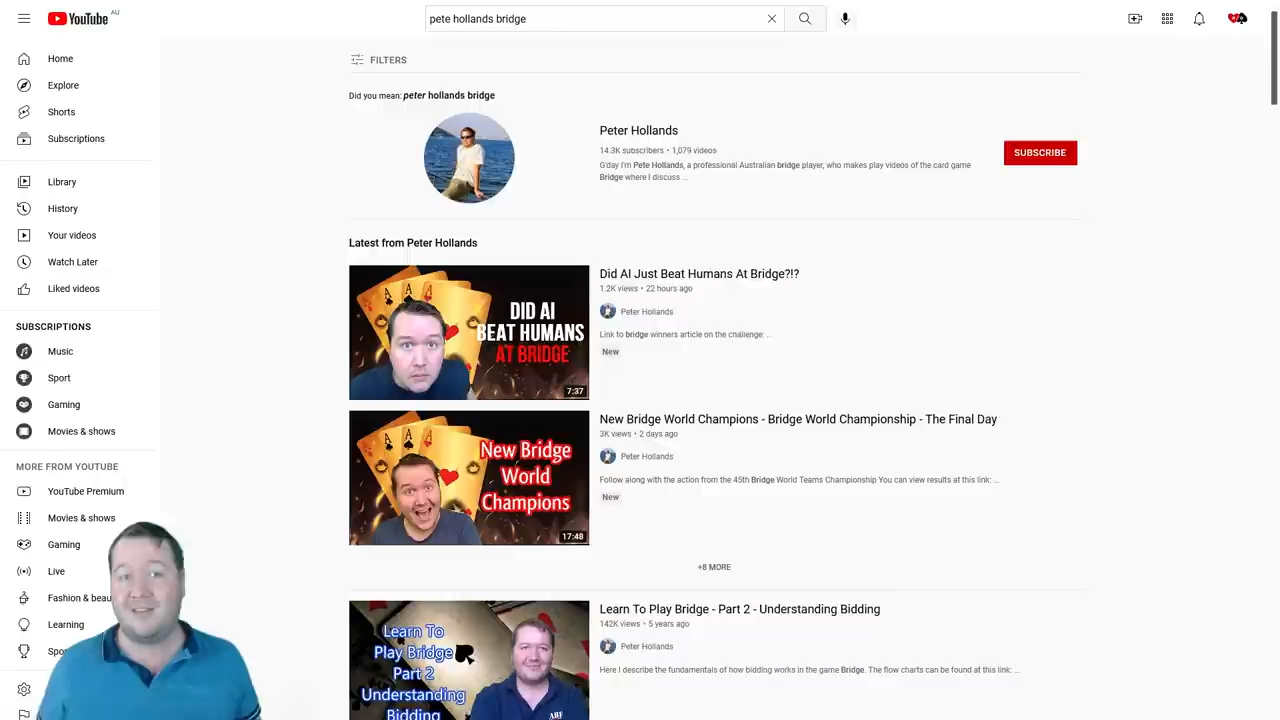 YouTube AU
pete hollands bridge
Home
Explore
Shorts
Subscriptions
Library
History
Your videos
Watch Later
Liked videos
SUBSCRIPTIONS
Music
Sport
Gaming
Movies & shows
MORE FROM YOUTUBE
YouTube Premium
Movies & shows
Gaming
Live
Fashion & beau
Learning
Spo
FILTERS
Did you mean: peter hollands bridge
Peter Hollands
14.3K subscribers • 1,079 videos
G'day I'm Pete Hollands, a professional Australian bridge player, who makes play videos of the card game
Bridge where I discuss ...
SUBSCRIBE
Latest from Peter Hollands
DID AI
BEAT HUMANS
AT BRIDGE
7:37
Did AI Just Beat Humans At Bridge?!?
1.2K views • 22 hours ago
Peter Hollands
Link to bridge winners article on the challenge: ...
New
New Bridge
World
Champions
17:48
New Bridge World Champions - Bridge World Championship - The Final Day
3K views • 2 days ago
Peter Hollands
Follow along with the action from the 45th Bridge World Teams Championship You can view results at this link: ...
New
+8 MORE
Learn To
Play Bridge
Part 2
Understanding
Bidding
ABF
Learn To Play Bridge - Part 2 - Understanding Bidding
142K views • 5 years ago
Peter Hollands
Here I describe the fundamentals of how bidding works in the game Bridge. The flow charts can be found at this link: ...